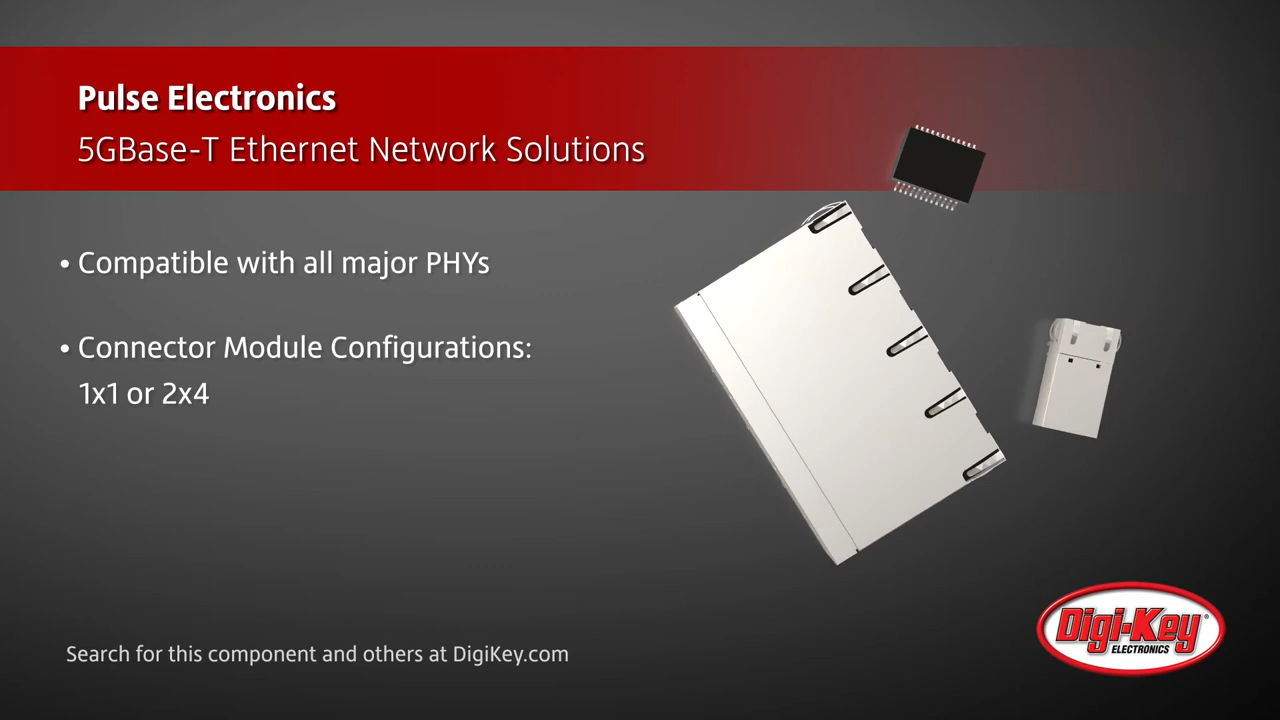 Pulse Electronics
5GBase-T Ethernet Network Solutions
• Compatible with all major PHYs
• Connector Module Configurations:
1x1 or 2x4
Search for this component and others at DigiKey.com
Digi-Key®
ELECTRONICS